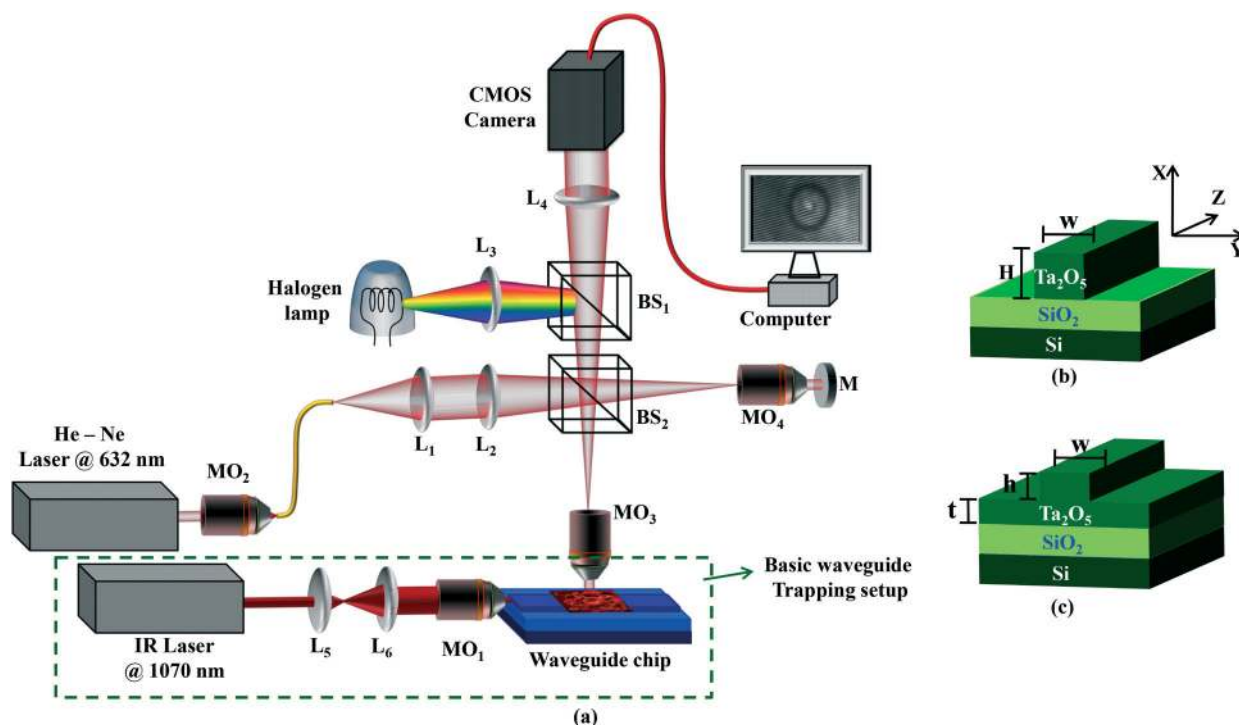 CMOS
Camera
L₄
L₃
Halogen
lamp
BS₁
Computer
L₁
L₂
BS₂
MO₄
M
He – Ne
Laser @ 632 nm
MO₂
MO₃
Basic waveguide
Trapping setup
IR Laser
@ 1070 nm
L₅
L₆
MO₁
Waveguide chip
(a)
X
Z
Y
w
H
Ta₂O₅
SiO₂
Si
(b)
w
h
t
Ta₂O₅
SiO₂
Si
(c)